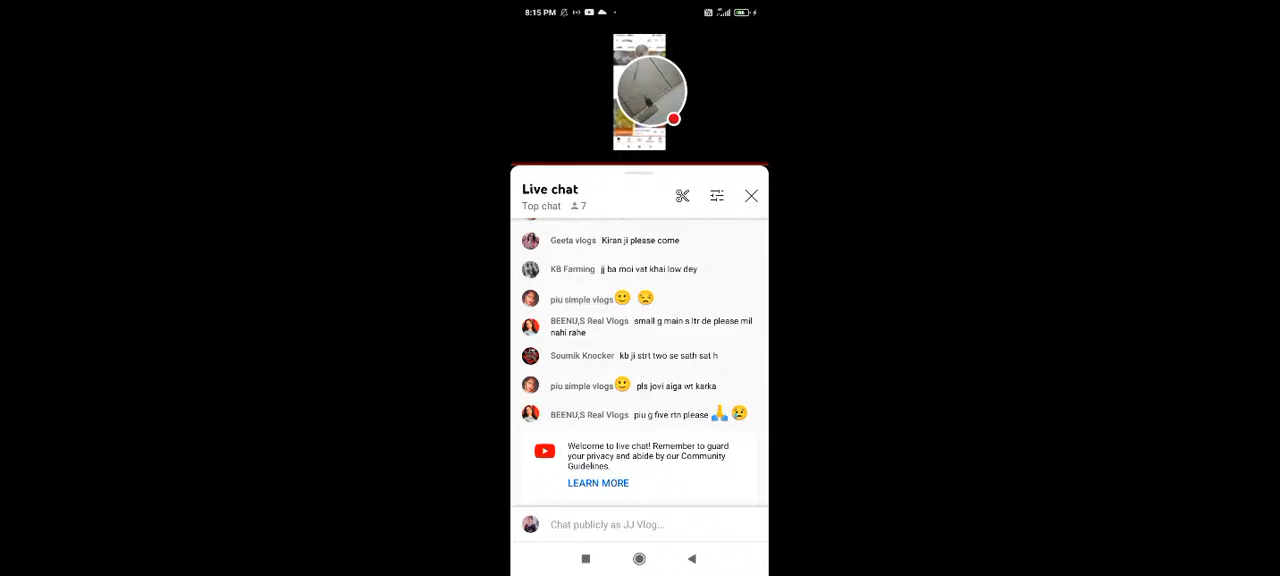 8:15 PM
Live chat
Top chat 7
Geeta vlogs Kiran ji please come
KB Farming jj ba moi vat khai low dey
piu simple vlogs🙂 😒
BEENU,S Real Vlogs small g main s ltr de please mil
nahi rahe
Soumik Knocker kb ji strt two se sath sat h
piu simple vlogs🙂 pls jovi aiga wt karka
BEENU,S Real Vlogs piu g five rtn please 🙏 😢
Welcome to live chat! Remember to guard
your privacy and abide by our Community
Guidelines.
LEARN MORE
Chat publicly as JJ Vlog...